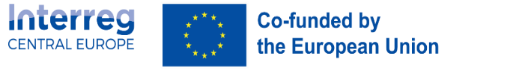 Interreg
CENTRAL EUROPE
Co-funded by
the European Union